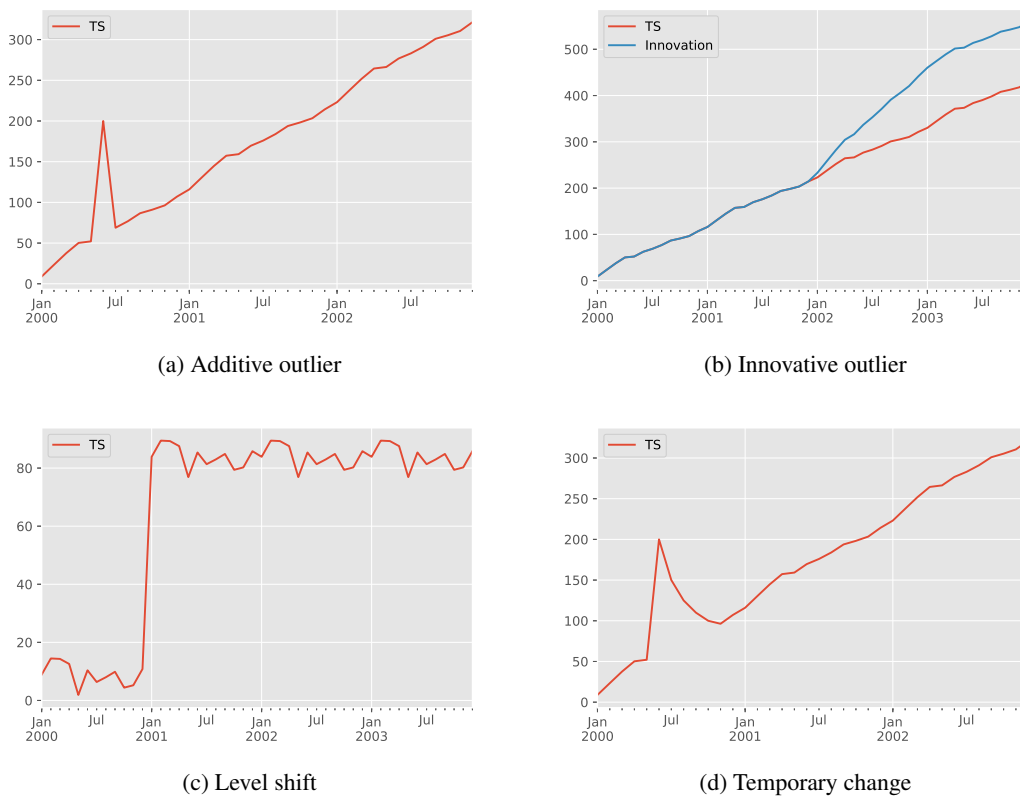 TS
300
250
200
150
100
50
0
Jan Jul Jan Jul Jan Jul
2000 2001 2002
(a) Additive outlier
TS
Innovation
500
400
300
200
100
0
Jan Jul Jan Jul Jan Jul Jan Jul
2000 2001 2002 2003
(b) Innovative outlier
TS
80
60
40
20
0
Jan Jul Jan Jul Jan Jul Jan Jul
2000 2001 2002 2003
(c) Level shift
TS
300
250
200
150
100
50
0
Jan Jul Jan Jul Jan Jul
2000 2001 2002
(d) Temporary change